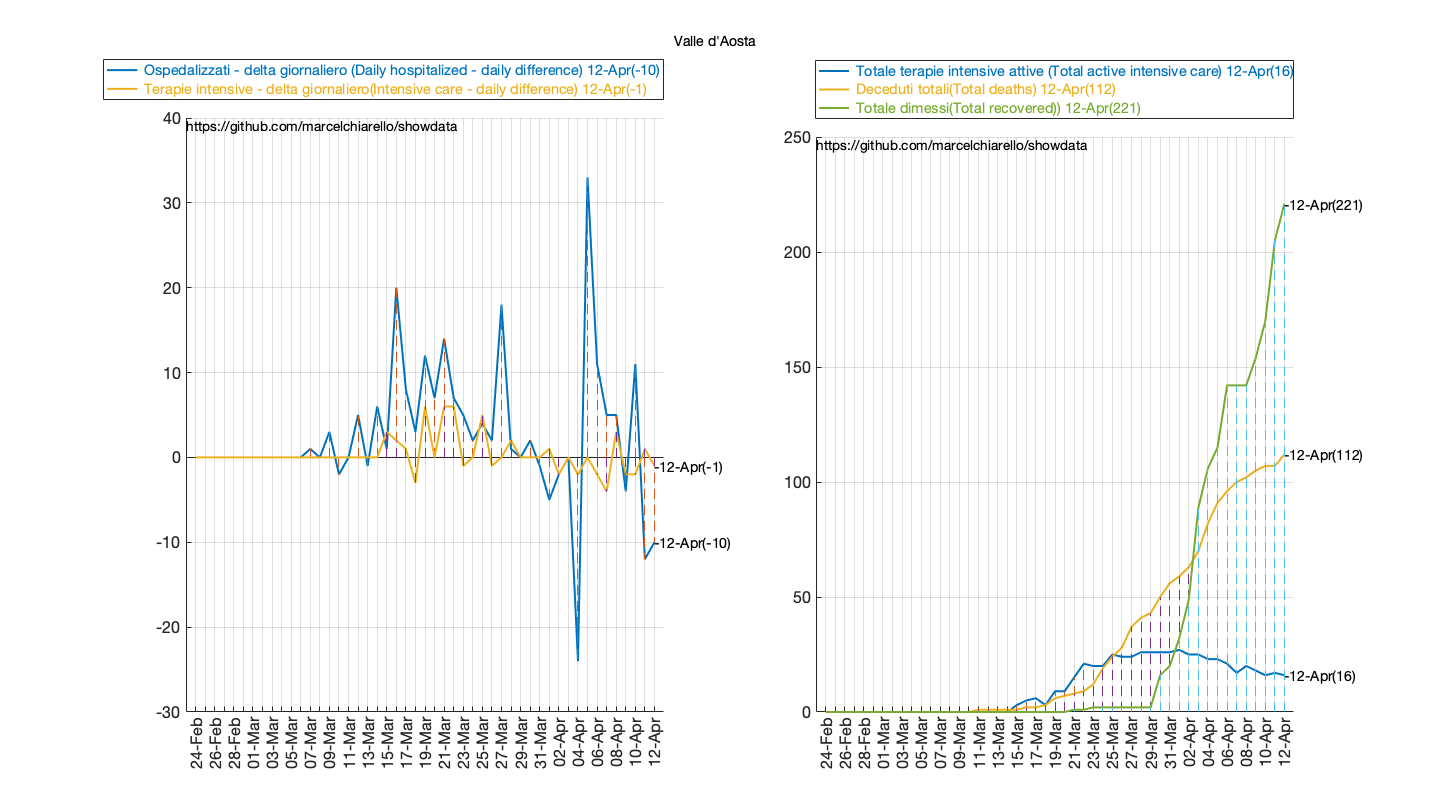 Valle d'Aosta
Ospedalizzati - delta giornaliero (Daily hospitalized - daily difference) 12-Apr(-10)
Terapie intensive - delta giornaliero(Intensive care - daily difference) 12-Apr(-1)
https://github.com/marcelchiarello/showdata
40
30
20
10
0
-10
-20
-30
12-Apr(-1)
12-Apr(-10)
24-Feb
26-Feb
28-Feb
01-Mar
03-Mar
05-Mar
07-Mar
09-Mar
11-Mar
13-Mar
15-Mar
17-Mar
19-Mar
21-Mar
23-Mar
25-Mar
27-Mar
29-Mar
31-Mar
02-Apr
04-Apr
06-Apr
08-Apr
10-Apr
12-Apr
Totale terapie intensive attive (Total active intensive care) 12-Apr(16)
Deceduti totali(Total deaths) 12-Apr(112)
Totale dimessi(Total recovered)) 12-Apr(221)
https://github.com/marcelchiarello/showdata
250
200
150
100
50
0
12-Apr(221)
12-Apr(112)
12-Apr(16)
24-Feb
26-Feb
28-Feb
01-Mar
03-Mar
05-Mar
07-Mar
09-Mar
11-Mar
13-Mar
15-Mar
17-Mar
19-Mar
21-Mar
23-Mar
25-Mar
27-Mar
29-Mar
31-Mar
02-Apr
04-Apr
06-Apr
08-Apr
10-Apr
12-Apr